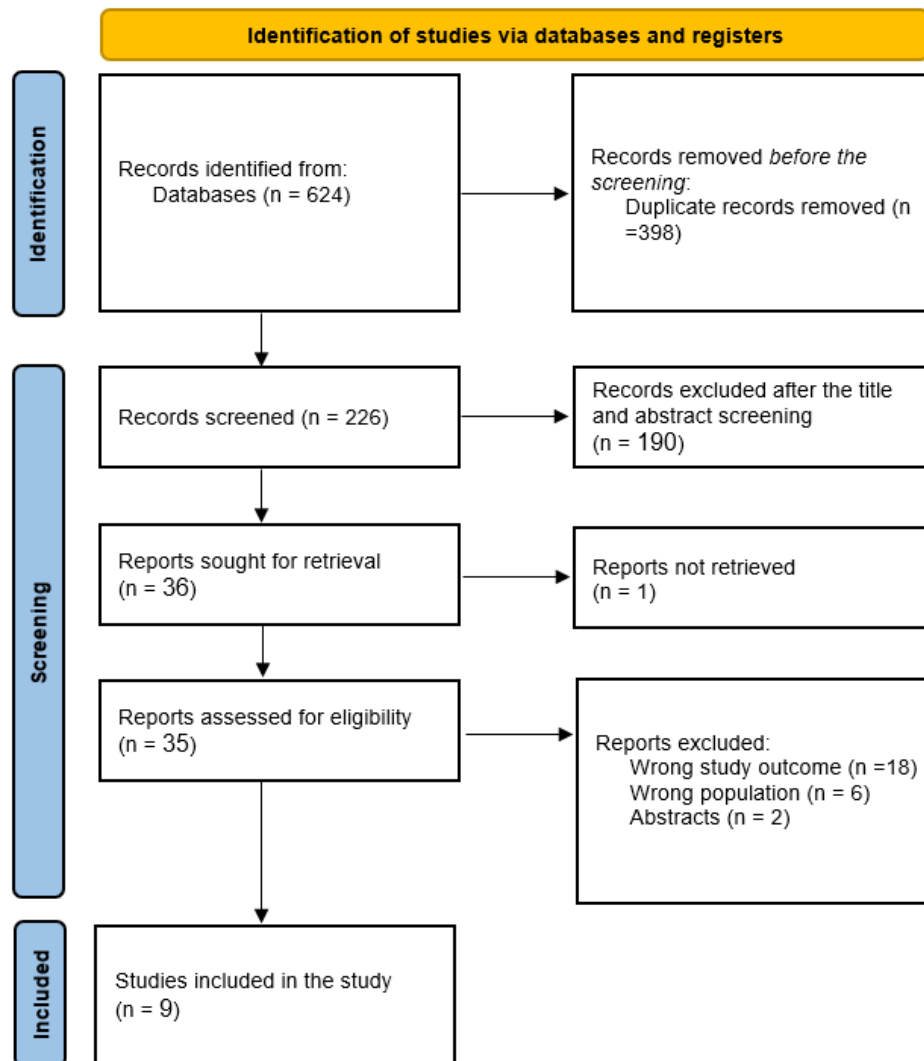 Identification of studies via databases and registers
Identification
Records identified from:
Databases (n = 624)
Records removed before the
screening:
Duplicate records removed (n
=398)
Screening
Records screened (n = 226)
Records excluded after the title
and abstract screening
(n = 190)
Reports sought for retrieval
(n = 36)
Reports not retrieved
(n = 1)
Reports assessed for eligibility
(n = 35)
Reports excluded:
Wrong study outcome (n =18)
Wrong population (n = 6)
Abstracts (n = 2)
Included
Studies included in the study
(n = 9)